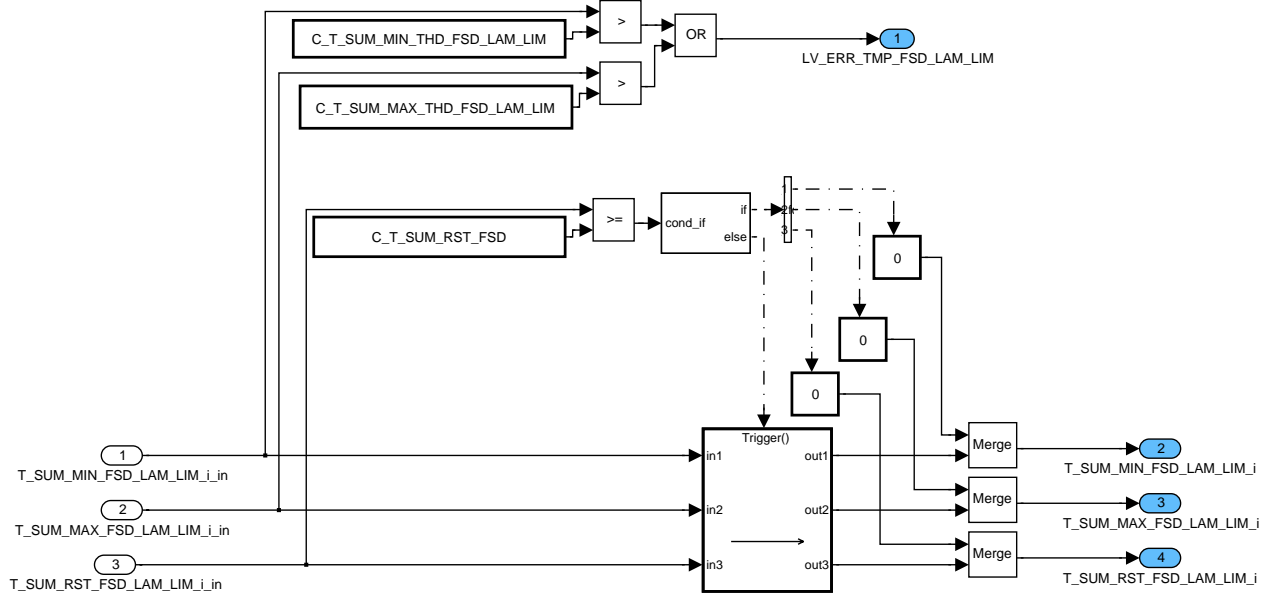 >
C_T_SUM_MIN_THD_FSD_LAM_LIM
OR
1
LV_ERR_TMP_FSD_LAM_LIM
>
C_T_SUM_MAX_THD_FSD_LAM_LIM
1
>=
cond_if
if
2
else
3
C_T_SUM_RST_FSD
0
0
0
Trigger()
1
T_SUM_MIN_FSD_LAM_LIM_i_in
in1
out1
Merge
2
T_SUM_MIN_FSD_LAM_LIM_i
2
T_SUM_MAX_FSD_LAM_LIM_i_in
in2
out2
Merge
3
T_SUM_MAX_FSD_LAM_LIM_i
3
T_SUM_RST_FSD_LAM_LIM_i_in
in3
out3
Merge
4
T_SUM_RST_FSD_LAM_LIM_i